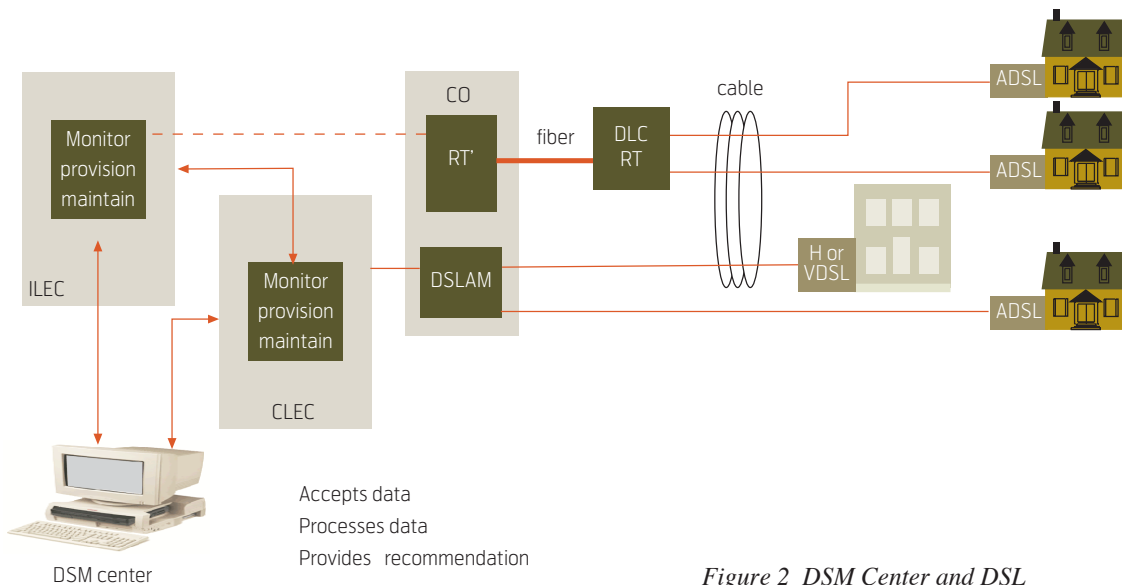 CO
cable
ADSL
Monitor
provision
maintain
RT’
fiber
DLC
RT
ADSL
ILEC
Monitor
provision
maintain
DSLAM
H or
VDSL
ADSL
CLEC
Accepts data
Processes data
Provides recommendation
DSM center
Figure 2 DSM Center and DSL